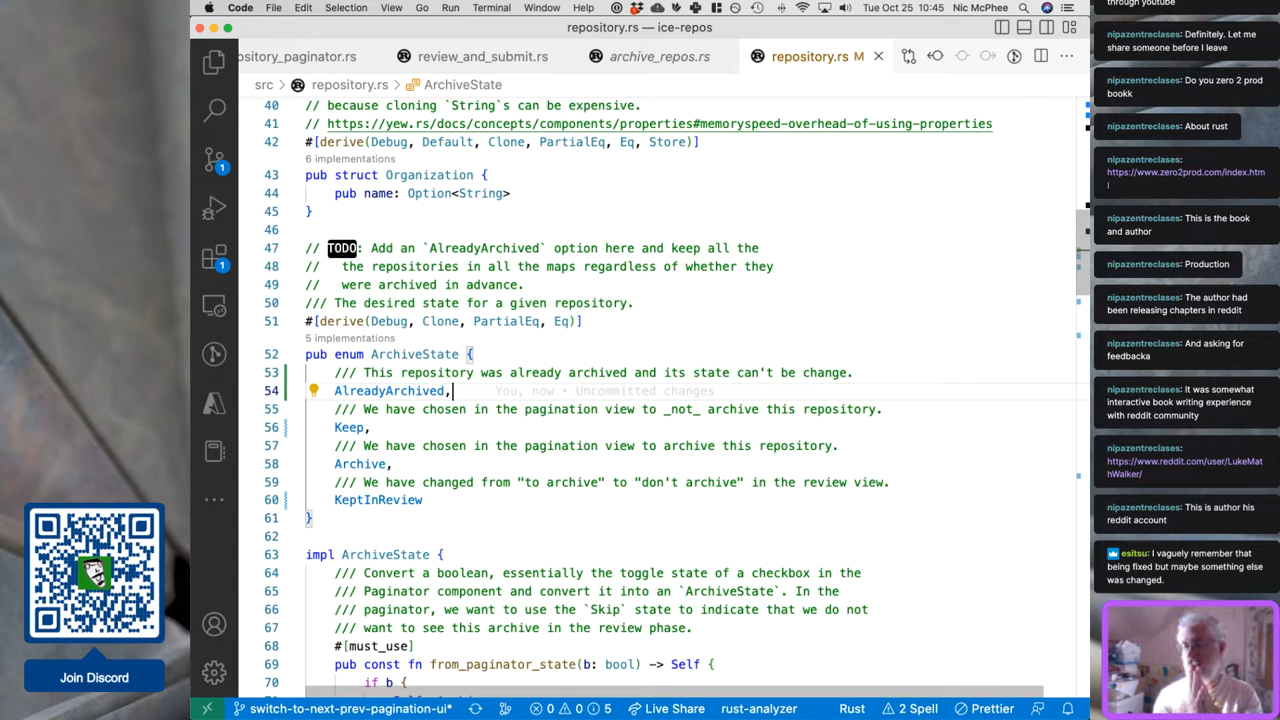 Code File Edit Selection View Go Run Terminal Window Help Tue Oct 25 10:45 Nic McPhee
repository.rs — ice-repos
ository_paginator.rs review_and_submit.rs archive_repos.rs repository.rs M
src › repository.rs › ArchiveState
40 // because cloning `String`s can be expensive.
41 // https://yew.rs/docs/concepts/components/properties#memoryspeed-overhead-of-using-properties
42 #[derive(Debug, Default, Clone, PartialEq, Eq, Store)]
6 implementations
43 pub struct Organization {
44 pub name: Option<String>
45 }
46
47 // TODO: Add an `AlreadyArchived` option here and keep all the
48 // the repositories in all the maps regardless of whether they
49 // were archived in advance.
50 /// The desired state for a given repository.
51 #[derive(Debug, Clone, PartialEq, Eq)]
5 implementations
52 pub enum ArchiveState {
53 /// This repository was already archived and its state can't be change.
54 AlreadyArchived, You, now • Uncommitted changes
55 /// We have chosen in the pagination view to _not_ archive this repository.
56 Keep,
57 /// We have chosen in the pagination view to archive this repository.
58 Archive,
59 /// We have changed from "to archive" to "don't archive" in the review view.
60 KeptInReview
61 }
62
63 impl ArchiveState {
64 /// Convert a boolean, essentially the toggle state of a checkbox in the
65 /// Paginator component and convert it into an `ArchiveState`. In the
66 /// paginator, we want to use the `Skip` state to indicate that we do not
67 /// want to see this archive in the review phase.
68 #[must_use]
69 pub const fn from_paginator_state(b: bool) -> Self {
70 if b {
1
1
switch-to-next-prev-pagination-ui* 0 0 5 Live Share rust-analyzer Rust 2 Spell Prettier
Join Discord
through youtube
nipazentreclases: Definitely. Let me
share someone before I leave
nipazentreclases: Do you zero 2 prod
bookk
nipazentreclases: About rust
nipazentreclases:
https://www.zero2prod.com/index.htm
l
nipazentreclases: This is the book
and author
nipazentreclases: Production
nipazentreclases: The author had
been releasing chapters in reddit
nipazentreclases: And asking for
feedbacka
nipazentreclases: It was somewhat
interactive book writing experience
with reddit community
nipazentreclases:
https://www.reddit.com/user/LukeMat
hWalker/
nipazentreclases: This is author his
reddit account
esitsu: I vaguely remember that
being fixed but maybe something else
was changed.